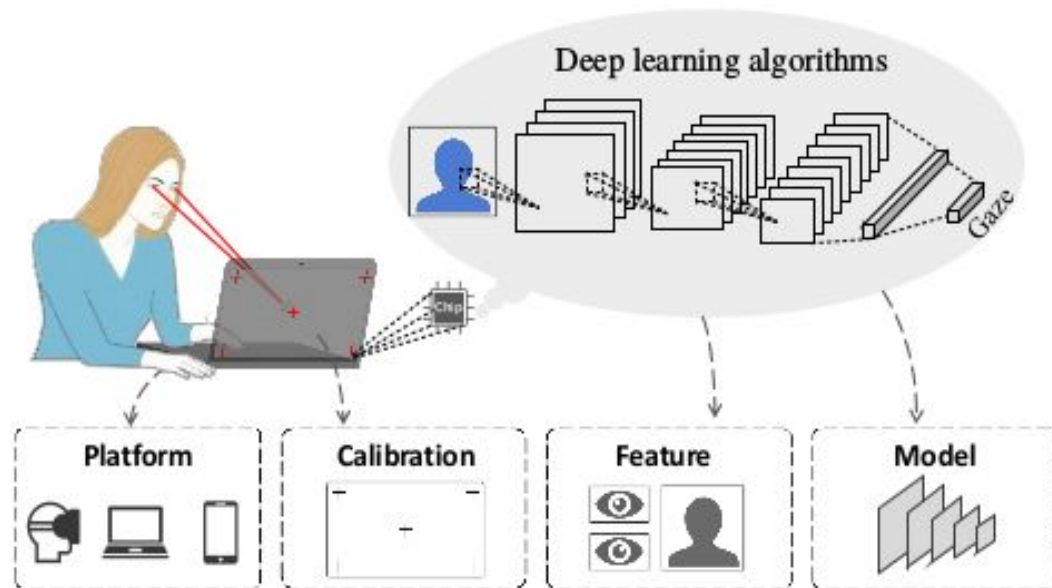 Deep learning algorithms
Gaze
Chip
Platform
Calibration
Feature
Model